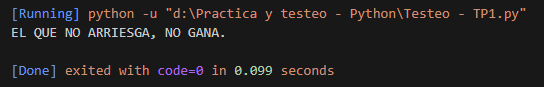 [Running] python -u "d:\Practica y testeo - Python\Testeo - TP1.py"
EL QUE NO ARRIESGA, NO GANA.
[Done] exited with code=0 in 0.099 seconds